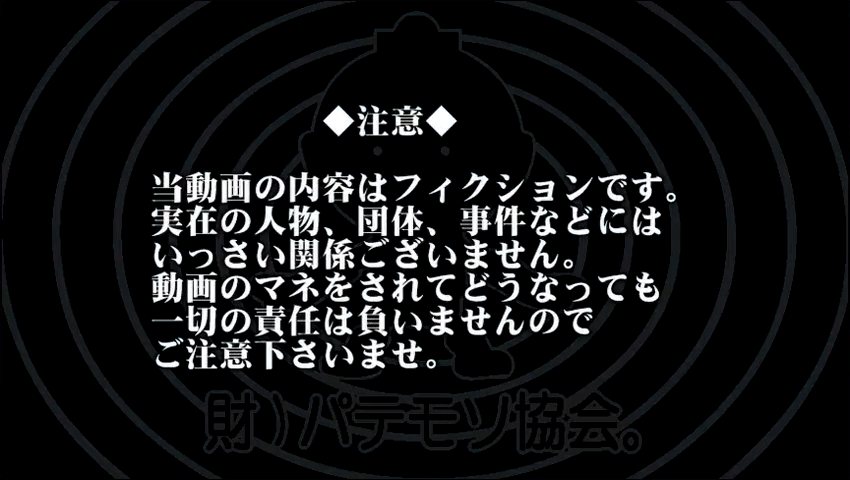 ◆注意◆
当動画の内容はフィクションです。
実在の人物、団体、事件などには
いっさい関係ございません。
動画のマネをされてどうなっても
一切の責任は負いませんので
ご注意下さいませ。
財）パテモソ協会。